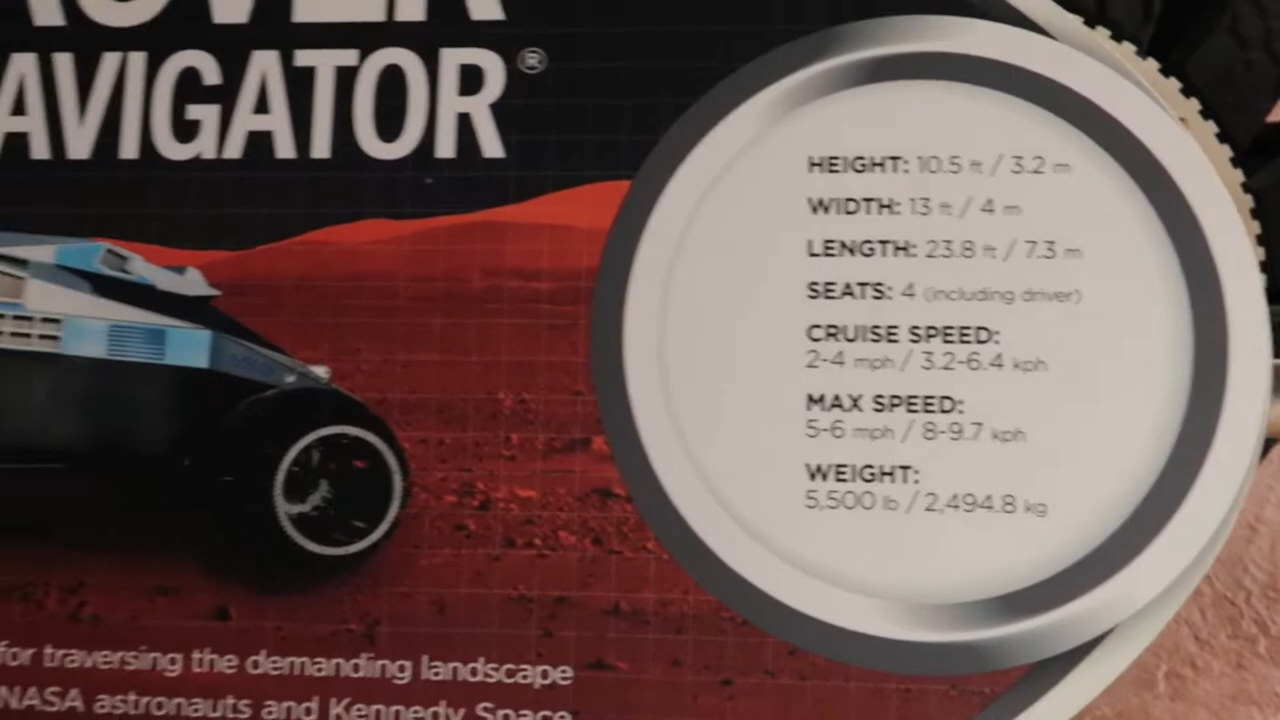 AVIGATOR®
HEIGHT: 10.5 ft / 3.2 m
WIDTH: 13 ft / 4 m
LENGTH: 23.8 ft / 7.3 m
SEATS: 4 (including driver)
CRUISE SPEED:
2-4 mph / 3.2-6.4 kph
MAX SPEED:
5-6 mph / 8-9.7 kph
WEIGHT:
5,500 lb / 2,494.8 kg
for traversing the demanding landscape
NASA astronauts and Kennedy Space